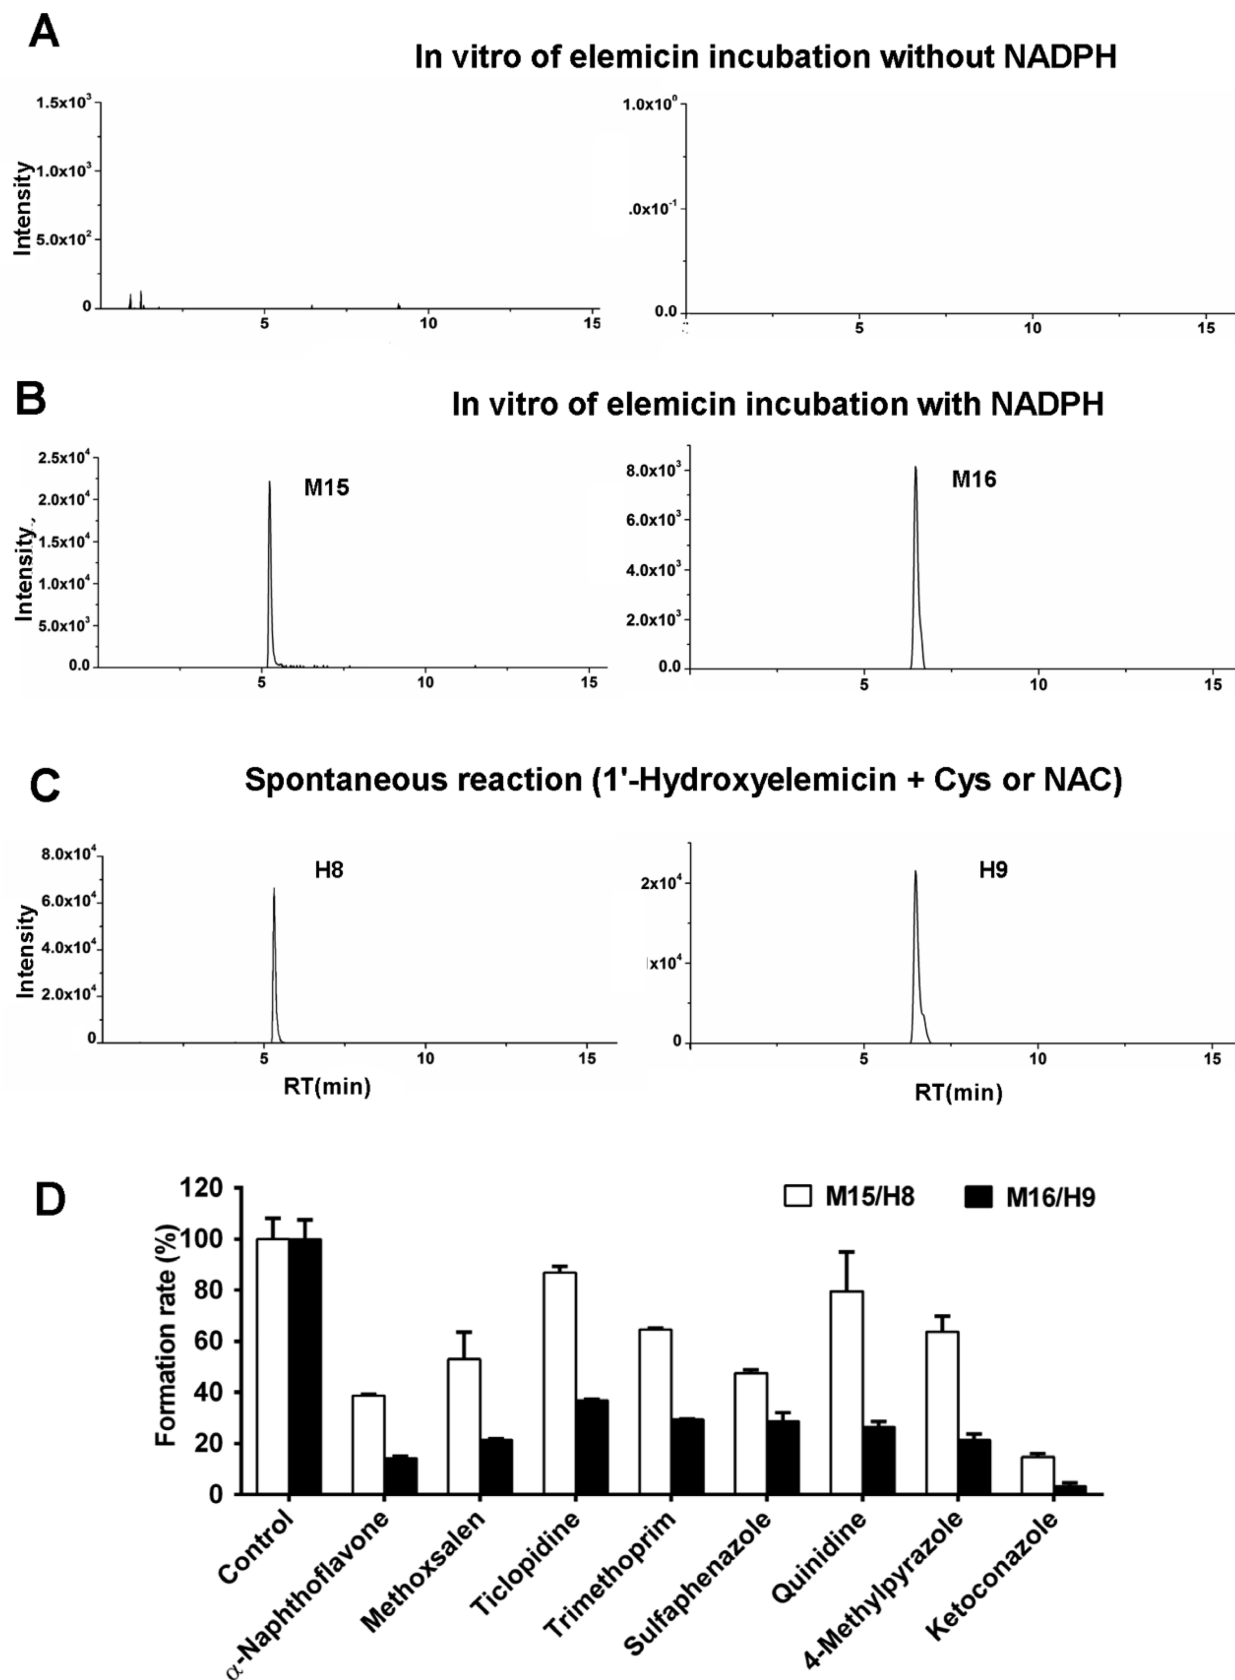 A
In vitro of elemicin incubation without NADPH
1.5x10³
1.0x10³
5.0x10²
0
Intensity
5 10 15
1.0x10⁰
.0x10⁻¹
0.0
5 10 15
B
In vitro of elemicin incubation with NADPH
2.5x10⁴
2.0x10⁴
1.5x10⁴
1.0x10⁴
5.0x10³
0.0
Intensity
M15
5 10 15
8.0x10³
6.0x10³
4.0x10³
2.0x10³
0.0
M16
5 10 15
C
Spontaneous reaction (1'-Hydroxyelemicin + Cys or NAC)
8.0x10⁴
6.0x10⁴
4.0x10⁴
2.0x10⁴
0
Intensity
H8
5 10 15
RT(min)
2x10⁴
x10⁴
0
H9
5 10 15
RT(min)
D
M15/H8 M16/H9
120
100
80
60
40
20
0
Formation rate (%)
Control
α-Naphthoflavone
Methoxsalen
Ticlopidine
Trimethoprim
Sulfaphenazole
Quinidine
4-Methylpyrazole
Ketoconazole